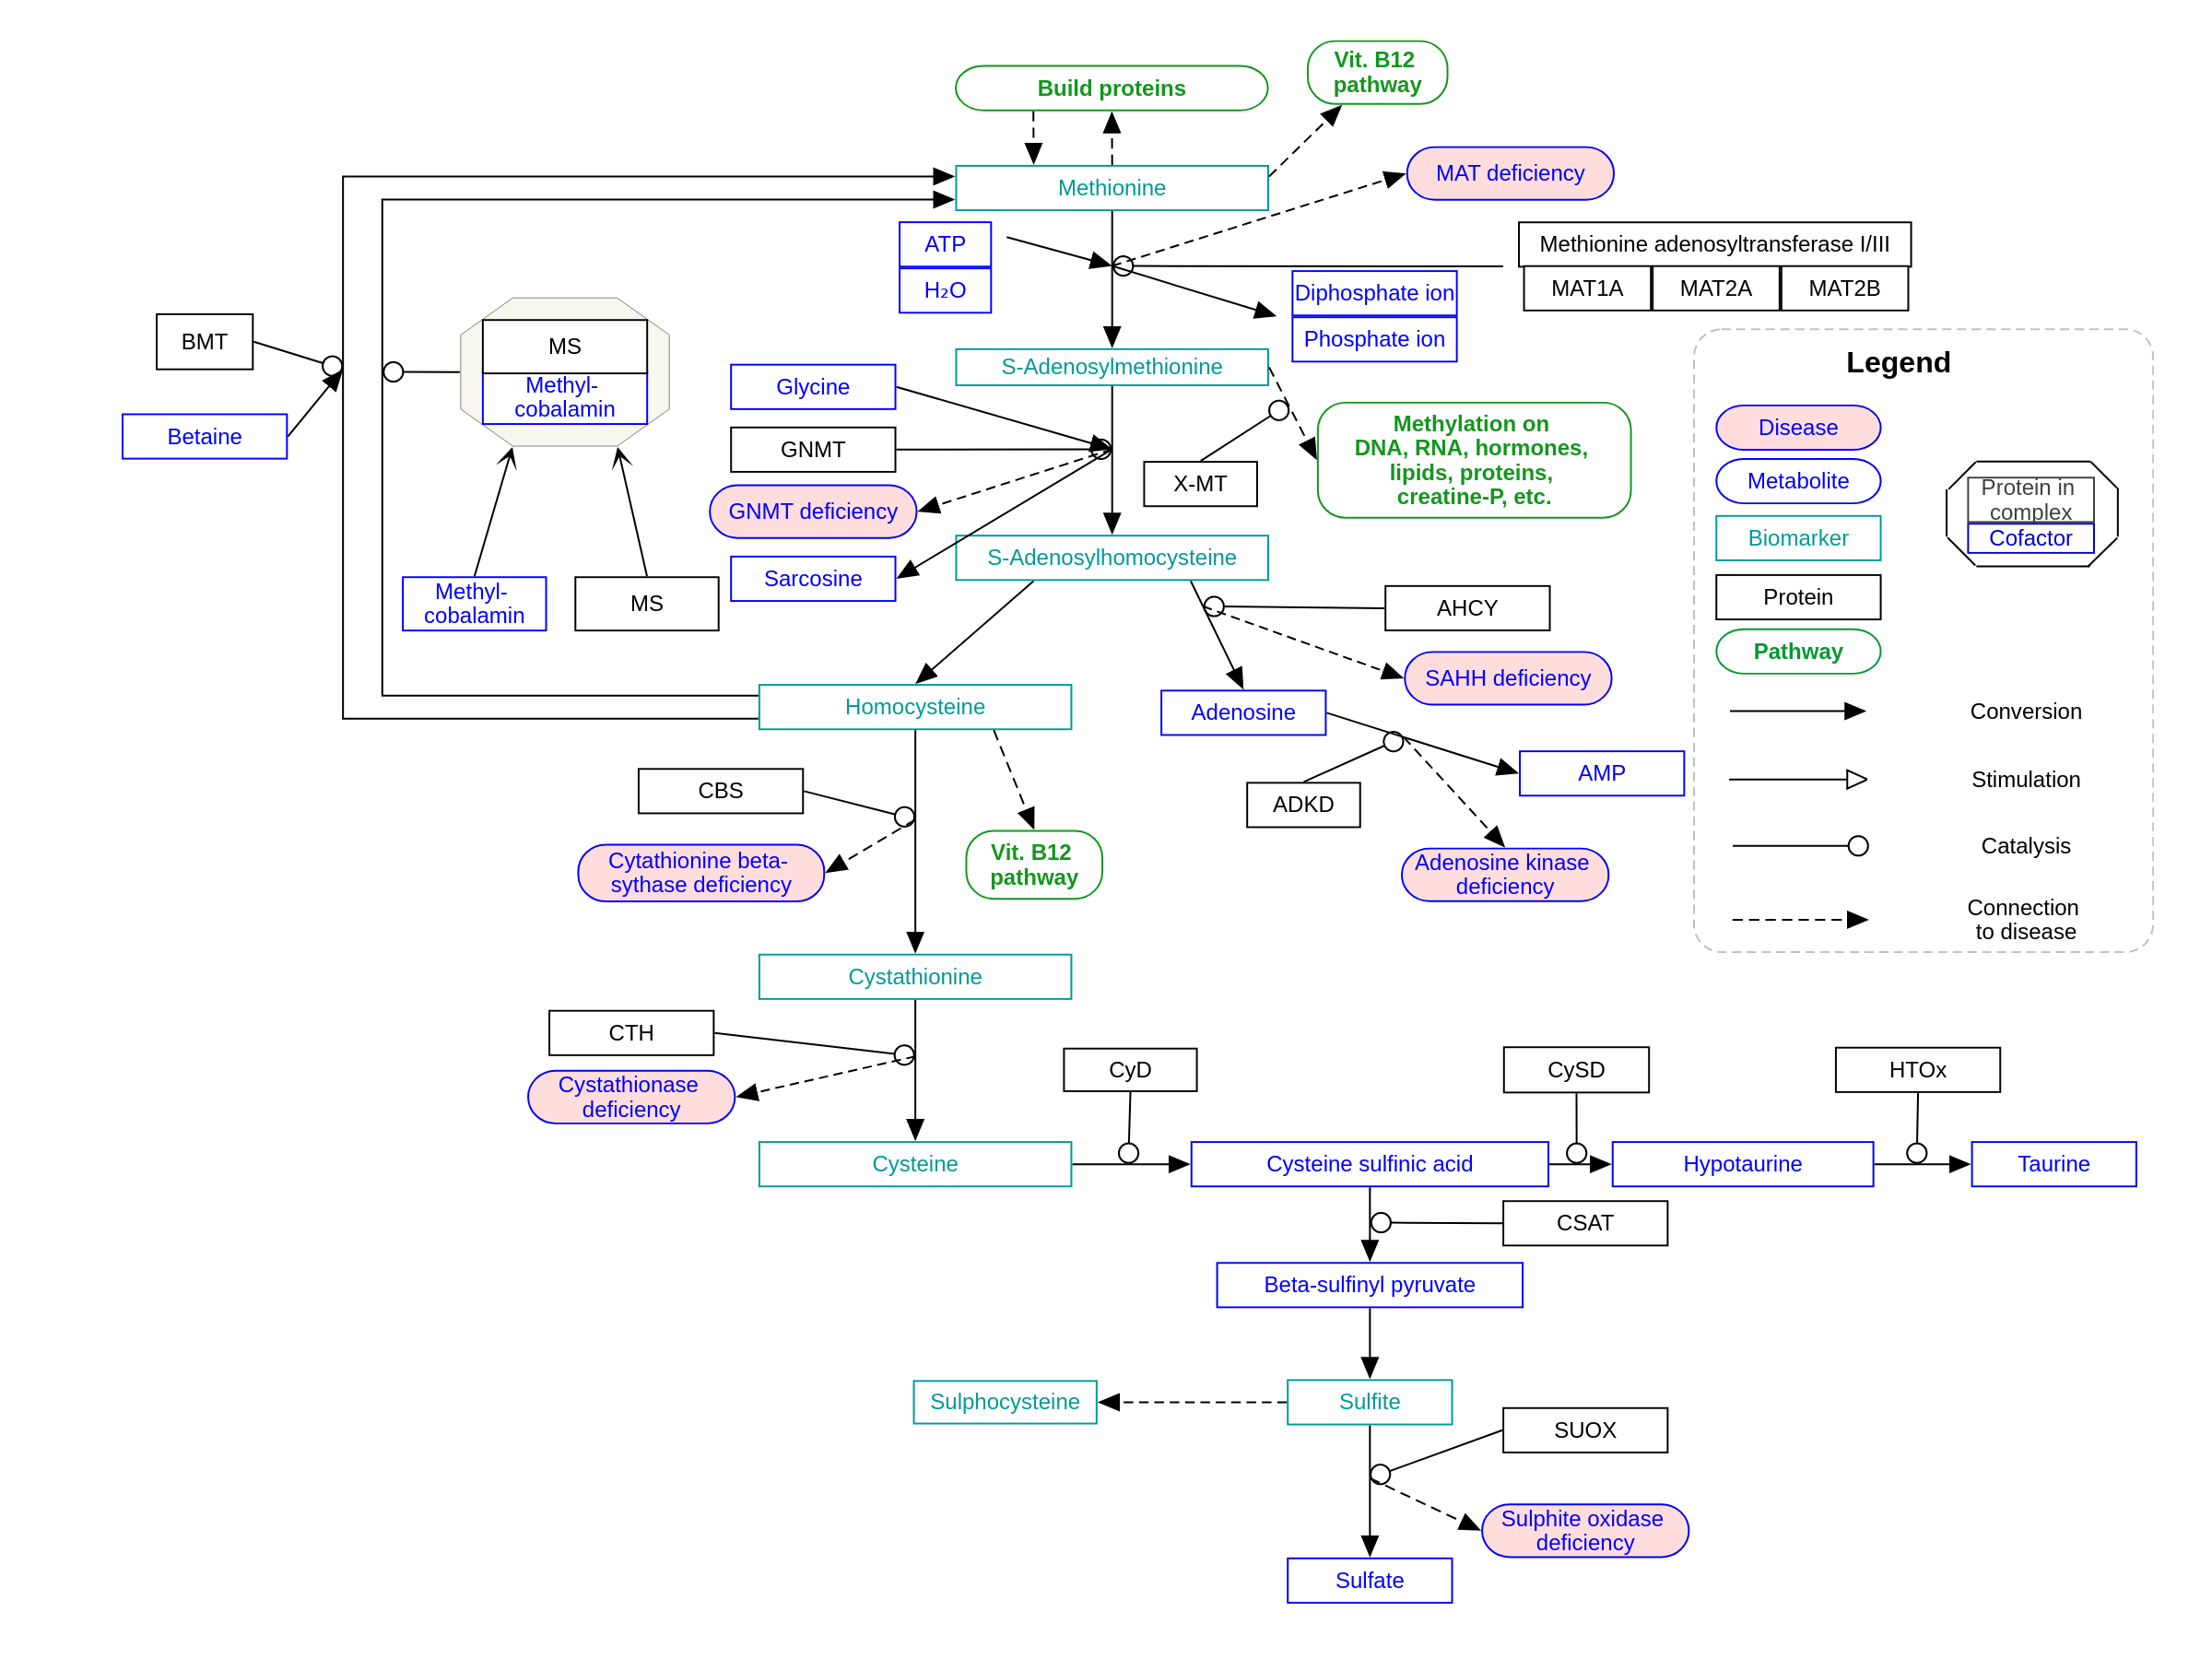 Build proteins
Vit. B12
pathway
Methionine
MAT deficiency
ATP
H₂O
Methionine adenosyltransferase I/III
MAT1A
MAT2A
MAT2B
Diphosphate ion
Phosphate ion
BMT
Betaine
MS
Methyl-
cobalamin
S-Adenosylmethionine
Glycine
GNMT
GNMT deficiency
Sarcosine
X-MT
Methylation on
DNA, RNA, hormones,
lipids, proteins,
creatine-P, etc.
Methyl-
cobalamin
MS
S-Adenosylhomocysteine
AHCY
SAHH deficiency
Homocysteine
Adenosine
AMP
ADKD
Adenosine kinase
deficiency
CBS
Cytathionine beta-
sythase deficiency
Vit. B12
pathway
Cystathionine
CTH
Cystathionase
deficiency
CyD
CySD
HTOx
Cysteine
Cysteine sulfinic acid
Hypotaurine
Taurine
CSAT
Beta-sulfinyl pyruvate
Sulphocysteine
Sulfite
SUOX
Sulphite oxidase
deficiency
Sulfate
Legend
Disease
Metabolite
Biomarker
Protein
Pathway
Protein in
complex
Cofactor
Conversion
Stimulation
Catalysis
Connection
to disease